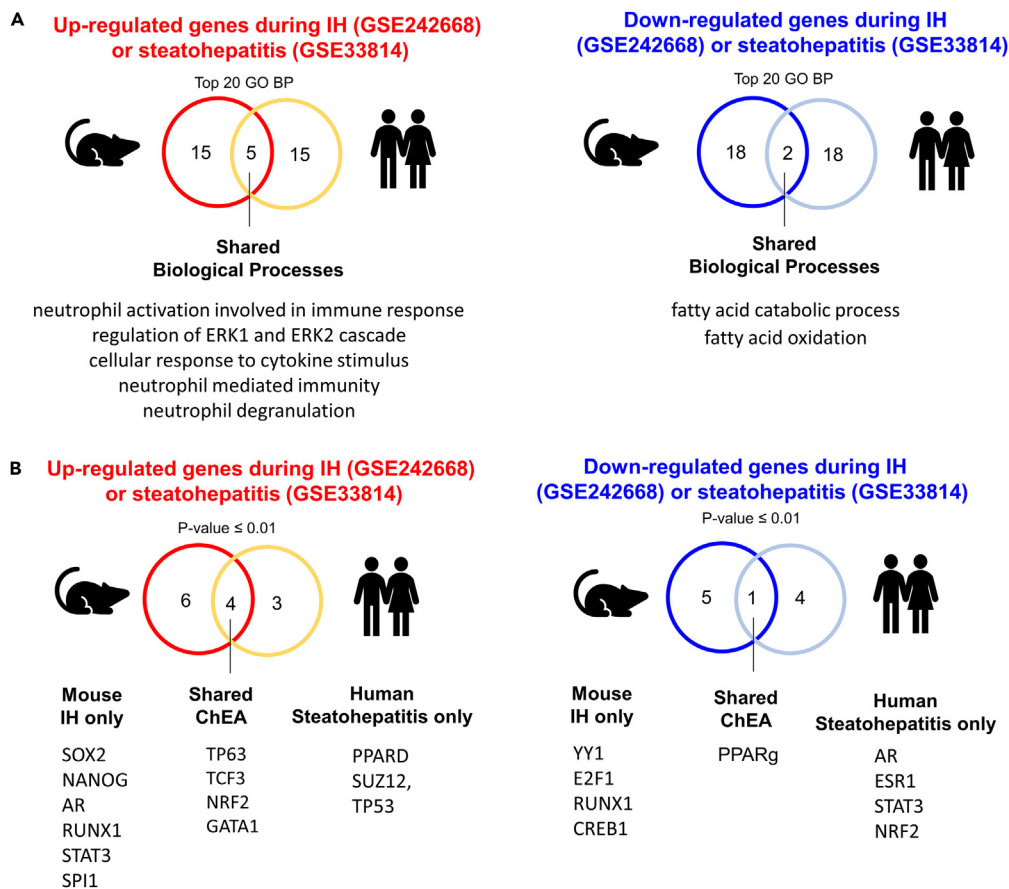 A
Up-regulated genes during IH (GSE242668)
or steatohepatitis (GSE33814)
Top 20 GO BP
15
5
15
Shared
Biological Processes
neutrophil activation involved in immune response
regulation of ERK1 and ERK2 cascade
cellular response to cytokine stimulus
neutrophil mediated immunity
neutrophil degranulation
Down-regulated genes during IH
(GSE242668) or steatohepatitis (GSE33814)
Top 20 GO BP
18
2
18
Shared
Biological Processes
fatty acid catabolic process
fatty acid oxidation
B
Up-regulated genes during IH (GSE242668)
or steatohepatitis (GSE33814)
P-value ≤ 0.01
6
4
3
Mouse
IH only
SOX2
NANOG
AR
RUNX1
STAT3
SPI1
Shared
ChEA
TP63
TCF3
NRF2
GATA1
Human
Steatohepatitis only
PPARD
SUZ12,
TP53
Down-regulated genes during IH
(GSE242668) or steatohepatitis (GSE33814)
P-value ≤ 0.01
5
1
4
Mouse
IH only
YY1
E2F1
RUNX1
CREB1
Shared
ChEA
PPARg
Human
Steatohepatitis only
AR
ESR1
STAT3
NRF2